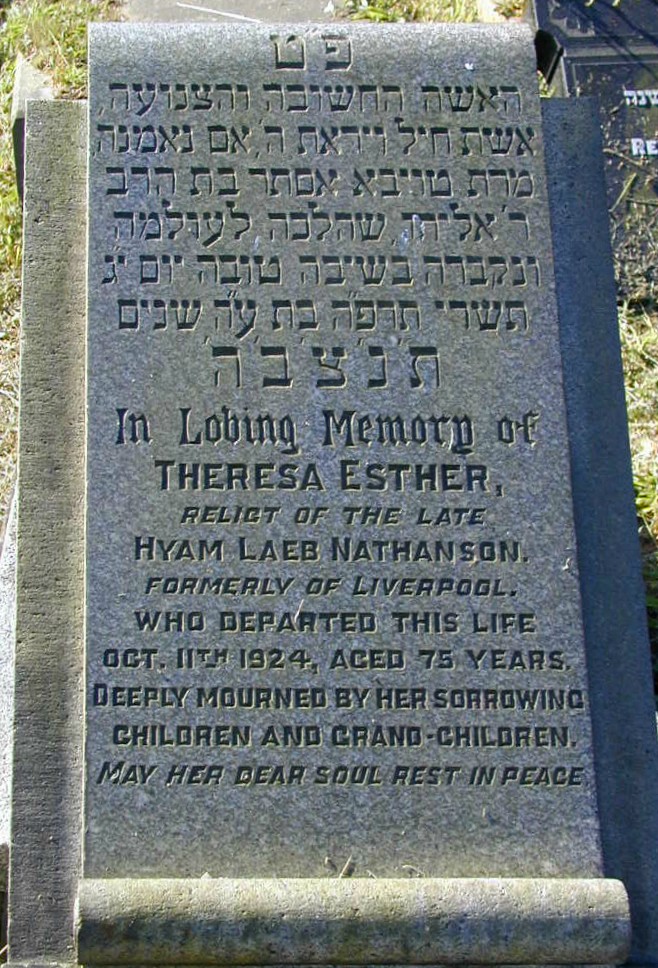 פ״ט
האשה החשובה והצנועה,
אשת חיל ויראת ה', אם נאמנה,
מרת טויבא אסתר בת הרב
ר' אליהו, שהלכה לעולמה
ונקברה בשיבה טובה יום י״ג
תשרי תרפ״ה בת ע״ה שנים
ת'נ'צ'ב'ה'
In Loving Memory of
THERESA ESTHER,
RELICT OF THE LATE
HYAM LAEB NATHANSON.
FORMERLY OF LIVERPOOL.
WHO DEPARTED THIS LIFE
OCT. 11TH 1924, AGED 75 YEARS.
DEEPLY MOURNED BY HER SORROWING
CHILDREN AND GRAND-CHILDREN.
MAY HER DEAR SOUL REST IN PEACE.